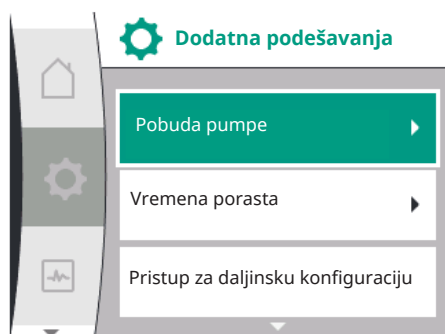 Dodatna podešavanja
Pobuda pumpe
Vremena porasta
Pristup za daljinsku konfiguraciju